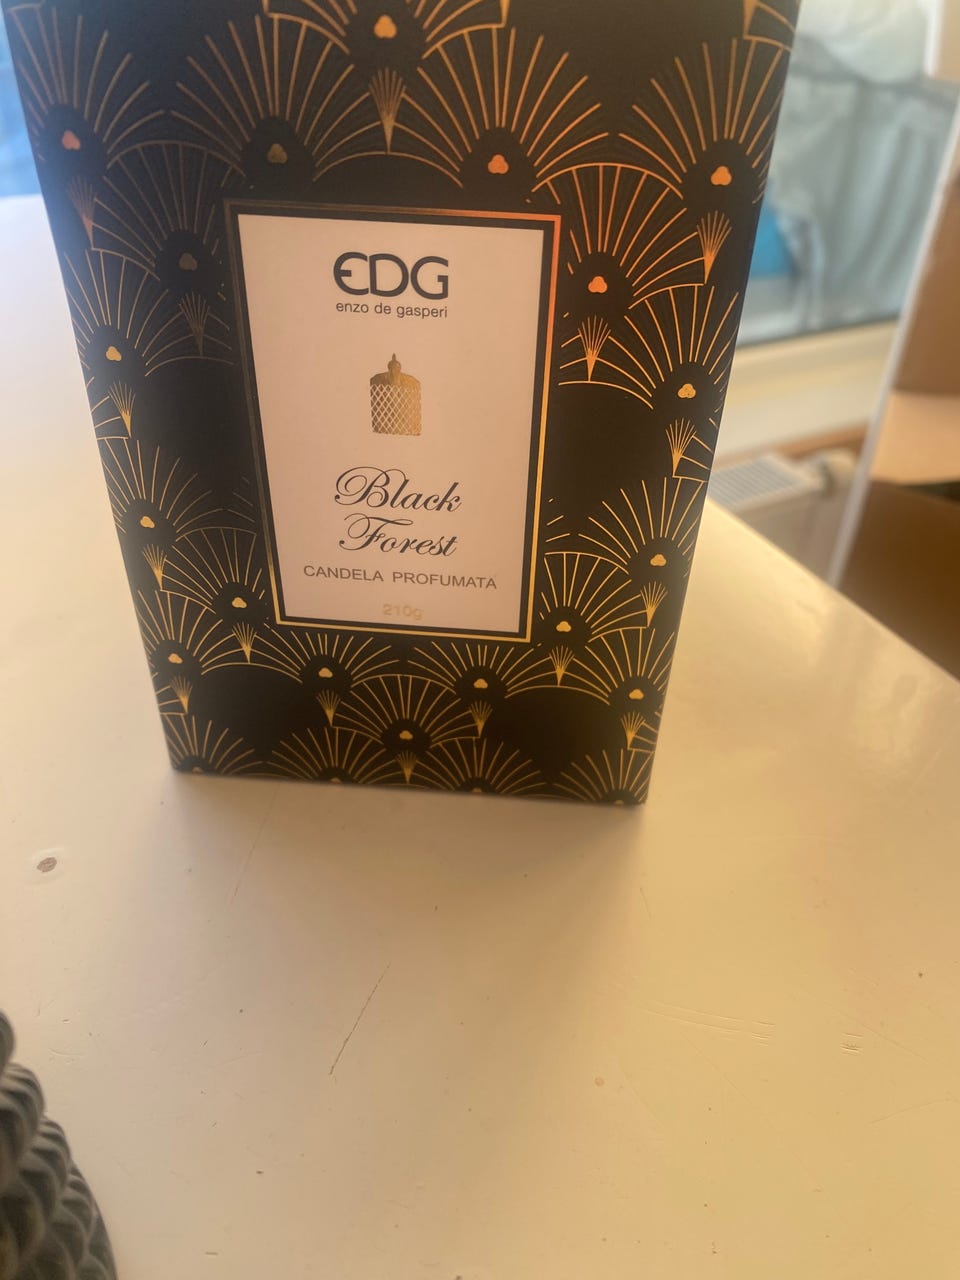 EDG
enzo de gasperi
Black
Forest
CANDELA PROFUMATA
210g